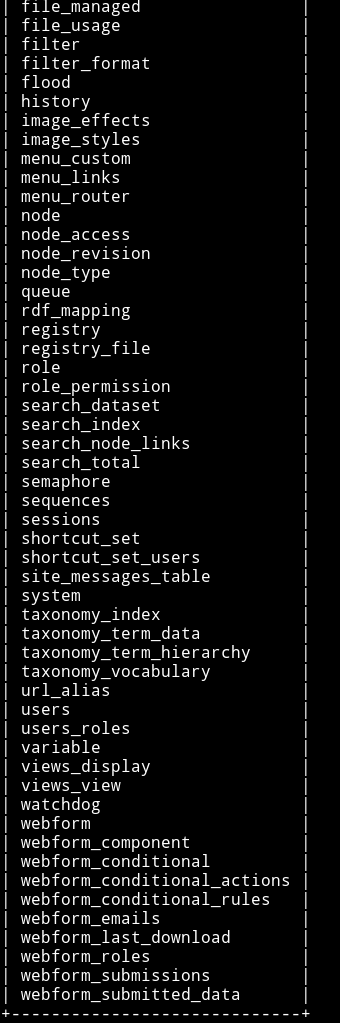 | file_managed |
| file_usage |
| filter |
| filter_format |
| flood |
| history |
| image_effects |
| image_styles |
| menu_custom |
| menu_links |
| menu_router |
| node |
| node_access |
| node_revision |
| node_type |
| queue |
| rdf_mapping |
| registry |
| registry_file |
| role |
| role_permission |
| search_dataset |
| search_index |
| search_node_links |
| search_total |
| semaphore |
| sequences |
| sessions |
| shortcut_set |
| shortcut_set_users |
| site_messages_table |
| system |
| taxonomy_index |
| taxonomy_term_data |
| taxonomy_term_hierarchy |
| taxonomy_vocabulary |
| url_alias |
| users |
| users_roles |
| variable |
| views_display |
| views_view |
| watchdog |
| webform |
| webform_component |
| webform_conditional |
| webform_conditional_actions |
| webform_conditional_rules |
| webform_emails |
| webform_last_download |
| webform_roles |
| webform_submissions |
| webform_submitted_data |
+-----------------------------+